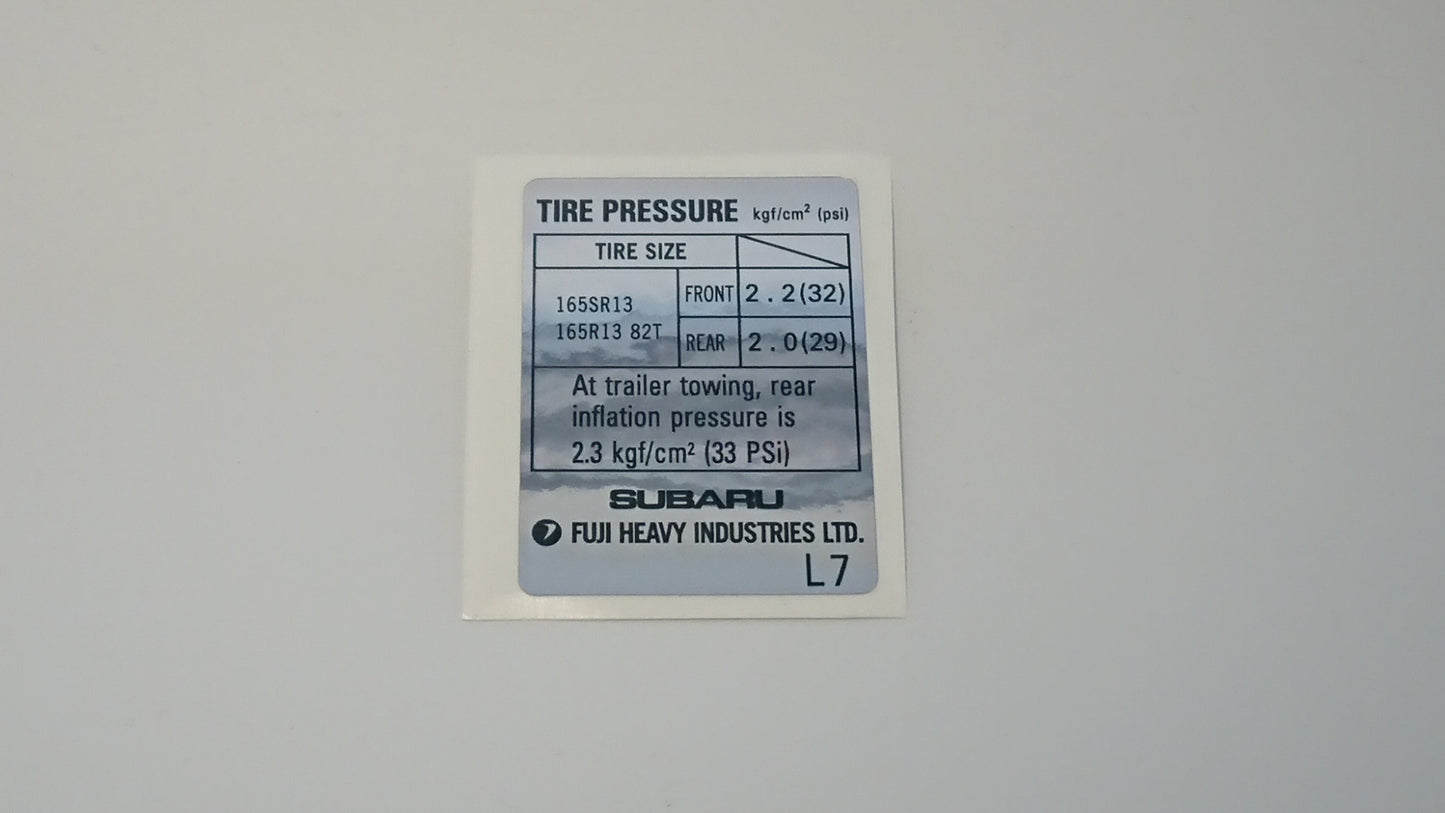 TIRE PRESSURE kgf/cm² (psi)
TIRE SIZE
165SR13
165R13 82T
FRONT 2.2(32)
REAR 2.0(29)
At trailer towing, rear
inflation pressure is
2.3 kgf/cm² (33 PSi)
SUBARU
FUJI HEAVY INDUSTRIES LTD.
L7